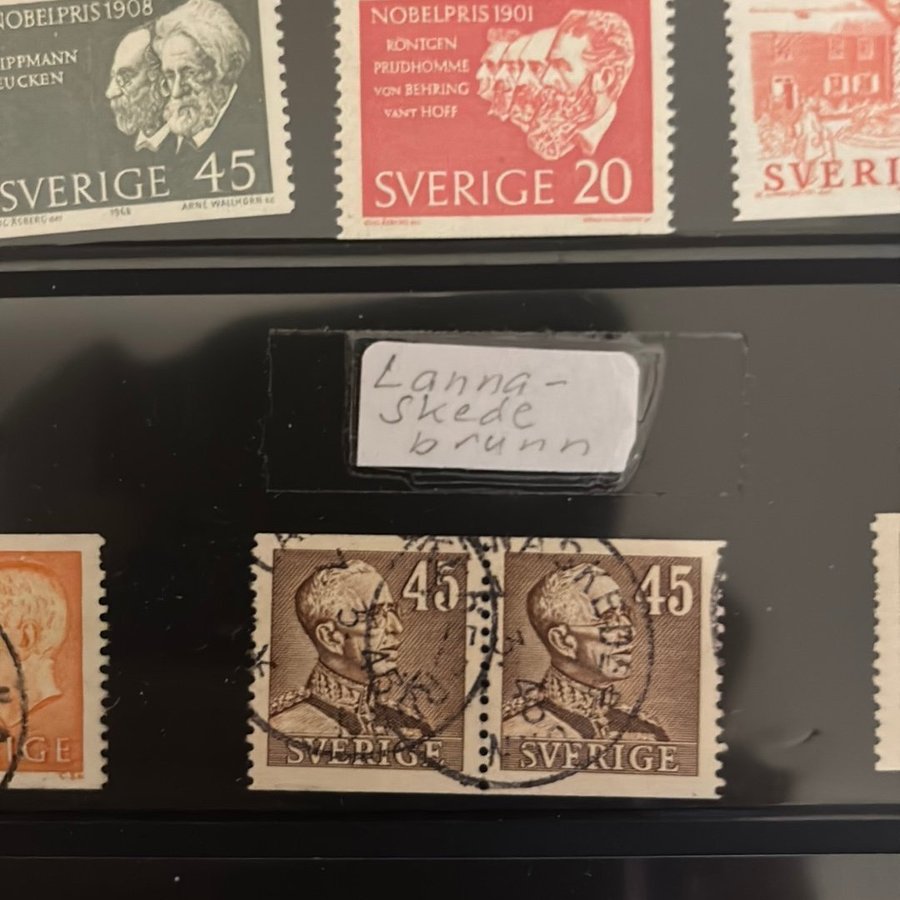 NOBELPRIS 1908
LIPPMANN
EUCKEN
SVERIGE 45
1968
ARNE WALLHORN sc
NOBELPRIS 1901
RÖNTGEN
PRUDHOMME
VON BEHRING
VANT HOFF
SVERIGE 20
SVERI
Lanna-
skede
brunn
IGE
45
SVERIGE
45
SVERIGE